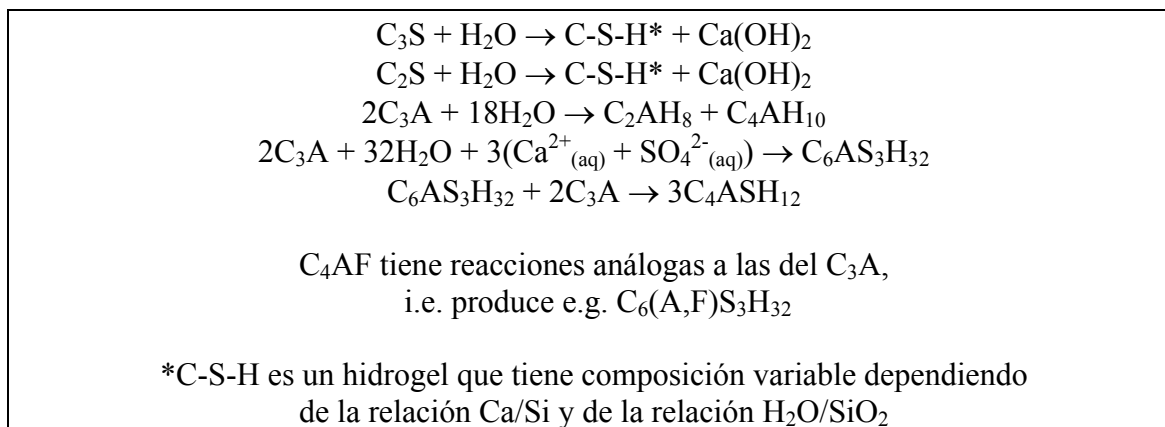 C₃S + H₂O → C-S-H* + Ca(OH)₂
C₂S + H₂O → C-S-H* + Ca(OH)₂
2C₃A + 18H₂O → C₂AH₈ + C₄AH₁₀
2C₃A + 32H₂O + 3(Ca²⁺₍aq₎ + SO₄²⁻₍aq₎) → C₆AS₃H₃₂
C₆AS₃H₃₂ + 2C₃A → 3C₄ASH₁₂
C₄AF tiene reacciones análogas a las del C₃A,
i.e. produce e.g. C₆(A,F)S₃H₃₂
*C-S-H es un hidrogel que tiene composición variable dependiendo
de la relación Ca/Si y de la relación H₂O/SiO₂